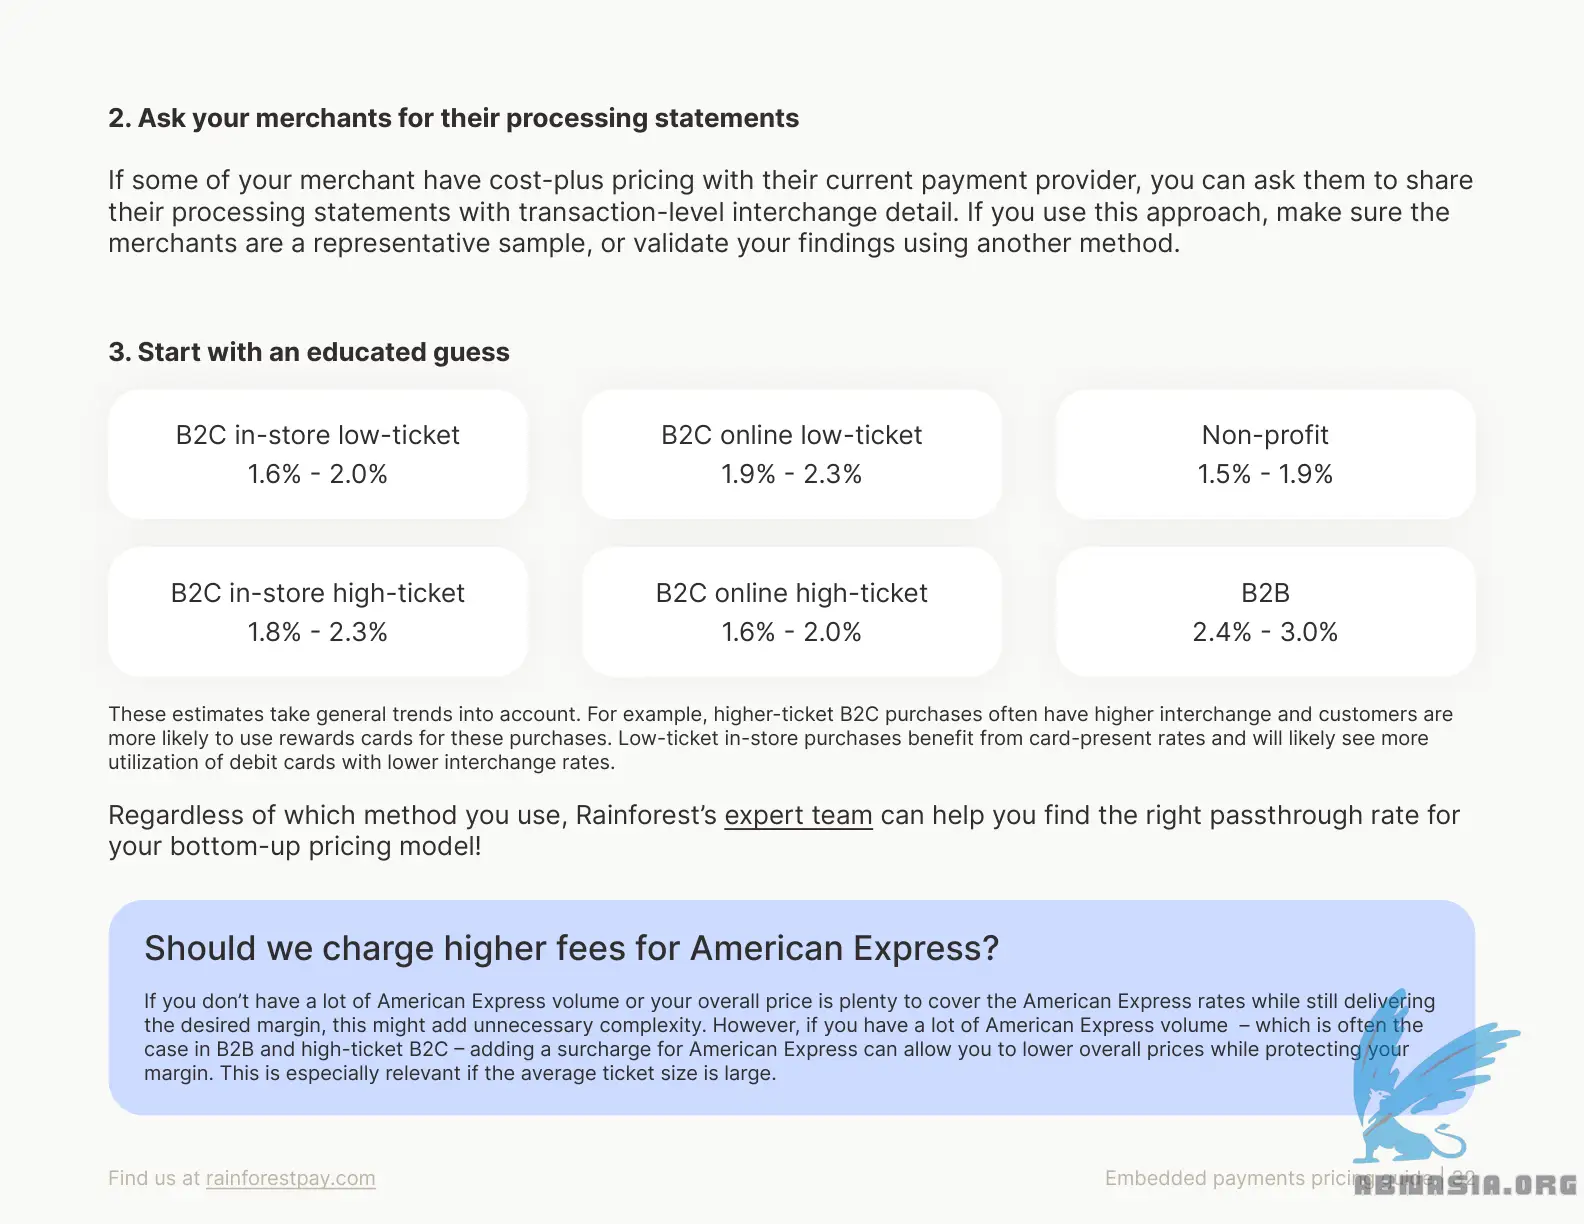 2. Ask your merchants for their processing statements
If some of your merchant have cost-plus pricing with their current payment provider, you can ask them to share
their processing statements with transaction-level interchange detail. If you use this approach, make sure the
merchants are a representative sample, or validate your findings using another method.
3. Start with an educated guess
B2C in-store low-ticket
1.6% - 2.0%
B2C online low-ticket
1.9% - 2.3%
Non-profit
1.5% - 1.9%
B2C in-store high-ticket
1.8% - 2.3%
B2C online high-ticket
1.6% - 2.0%
B2B
2.4% - 3.0%
These estimates take general trends into account. For example, higher-ticket B2C purchases often have higher interchange and customers are
more likely to use rewards cards for these purchases. Low-ticket in-store purchases benefit from card-present rates and will likely see more
utilization of debit cards with lower interchange rates.
Regardless of which method you use, Rainforest’s expert team can help you find the right passthrough rate for
your bottom-up pricing model!
Should we charge higher fees for American Express?
If you don’t have a lot of American Express volume or your overall price is plenty to cover the American Express rates while still delivering
the desired margin, this might add unnecessary complexity. However, if you have a lot of American Express volume – which is often the
case in B2B and high-ticket B2C – adding a surcharge for American Express can allow you to lower overall prices while protecting your
margin. This is especially relevant if the average ticket size is large.
Find us at rainforestpay.com
Embedded payments pricing guide | 32